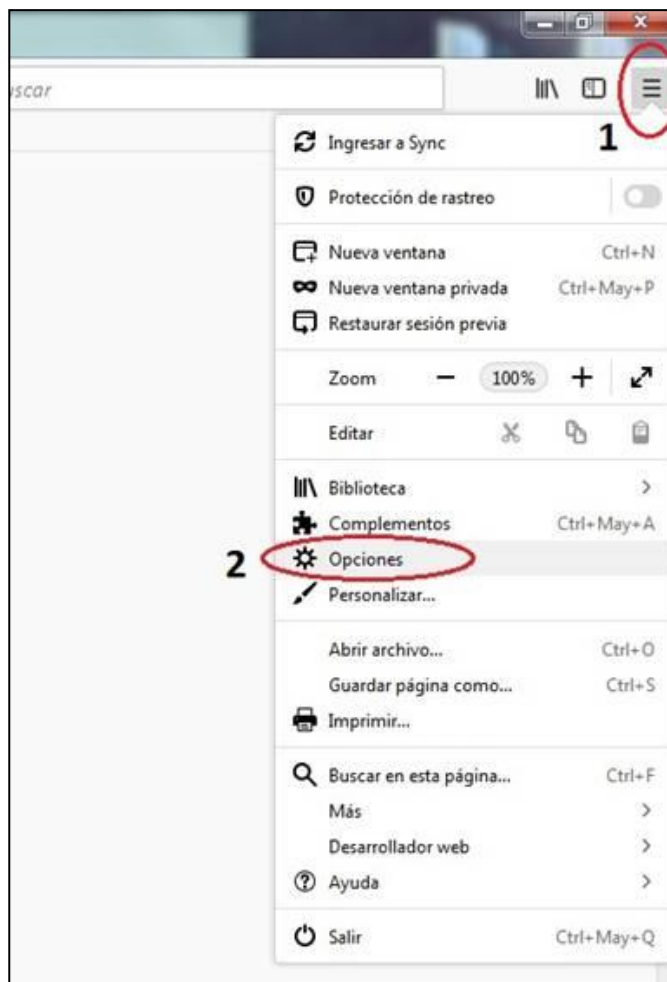 scar
1
Ingresar a Sync
Protección de rastreo
Nueva ventana Ctrl+N
Nueva ventana privada Ctrl+May+P
Restaurar sesión previa
Zoom − 100% +
Editar
Biblioteca >
Complementos Ctrl+May+A
2 Opciones
Personalizar...
Abrir archivo... Ctrl+O
Guardar página como... Ctrl+S
Imprimir...
Buscar en esta página... Ctrl+F
Más >
Desarrollador web >
Ayuda >
Salir Ctrl+May+Q